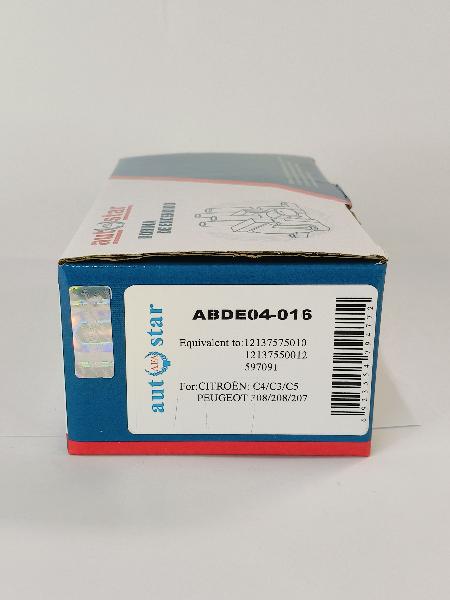 autostar
BOBINA
DE ENCENDIDO
aut AEA star
ABDE04-016
Equivalent to:12137575010
12137550012
597091
For:CITROËN: C4/C3/C5
PEUGEOT 308/208/207